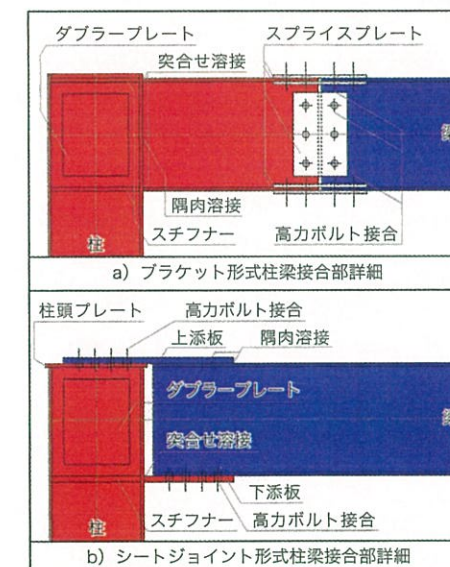 ダブラープレート
スプライスプレート
突合せ溶接
梁
隅肉溶接
スチフナー
高力ボルト接合
柱
a）ブラケット形式柱梁接合部詳細
柱頭プレート
高力ボルト接合
上添板
隅肉溶接
ダブラープレート
梁
突合せ溶接
下添板
スチフナー
高力ボルト接合
柱
b）シートジョイント形式柱梁接合部詳細